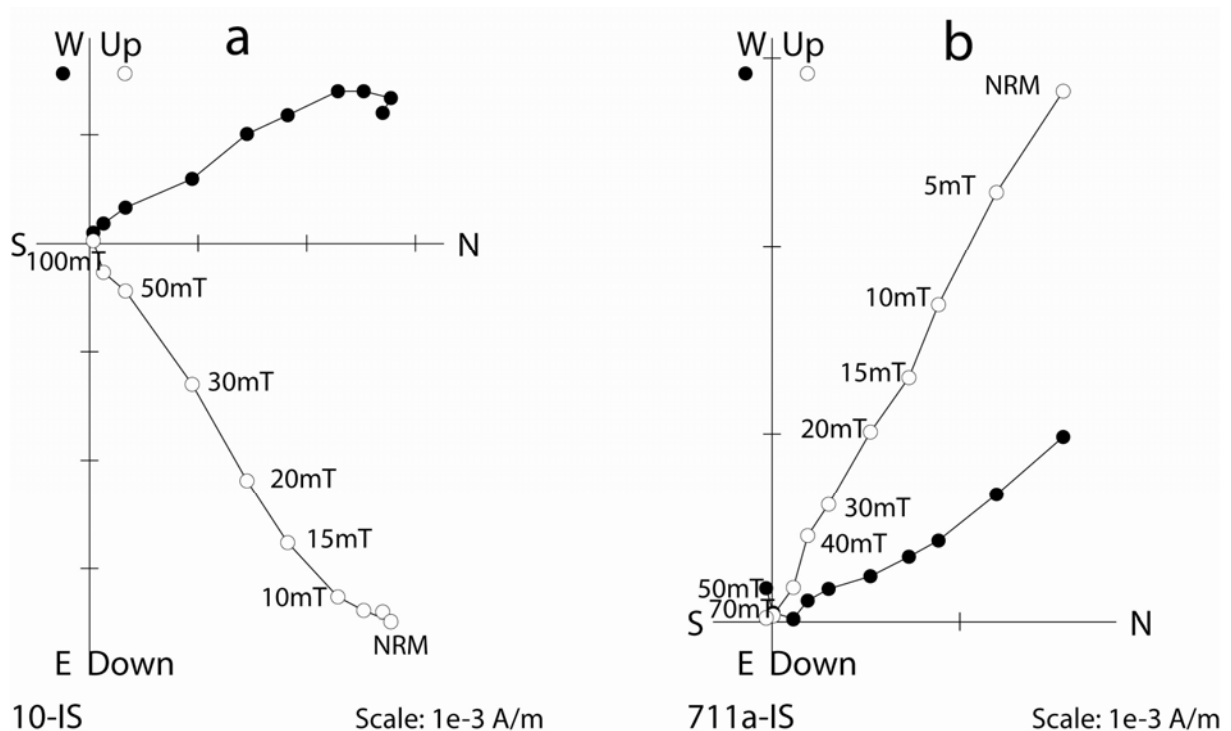 a
W Up
S N
100mT
50mT
30mT
20mT
15mT
10mT
NRM
E Down
10-IS Scale: 1e-3 A/m
b
W Up
NRM
5mT
10mT
15mT
20mT
30mT
40mT
50mT
70mT
S N
E Down
711a-IS Scale: 1e-3 A/m